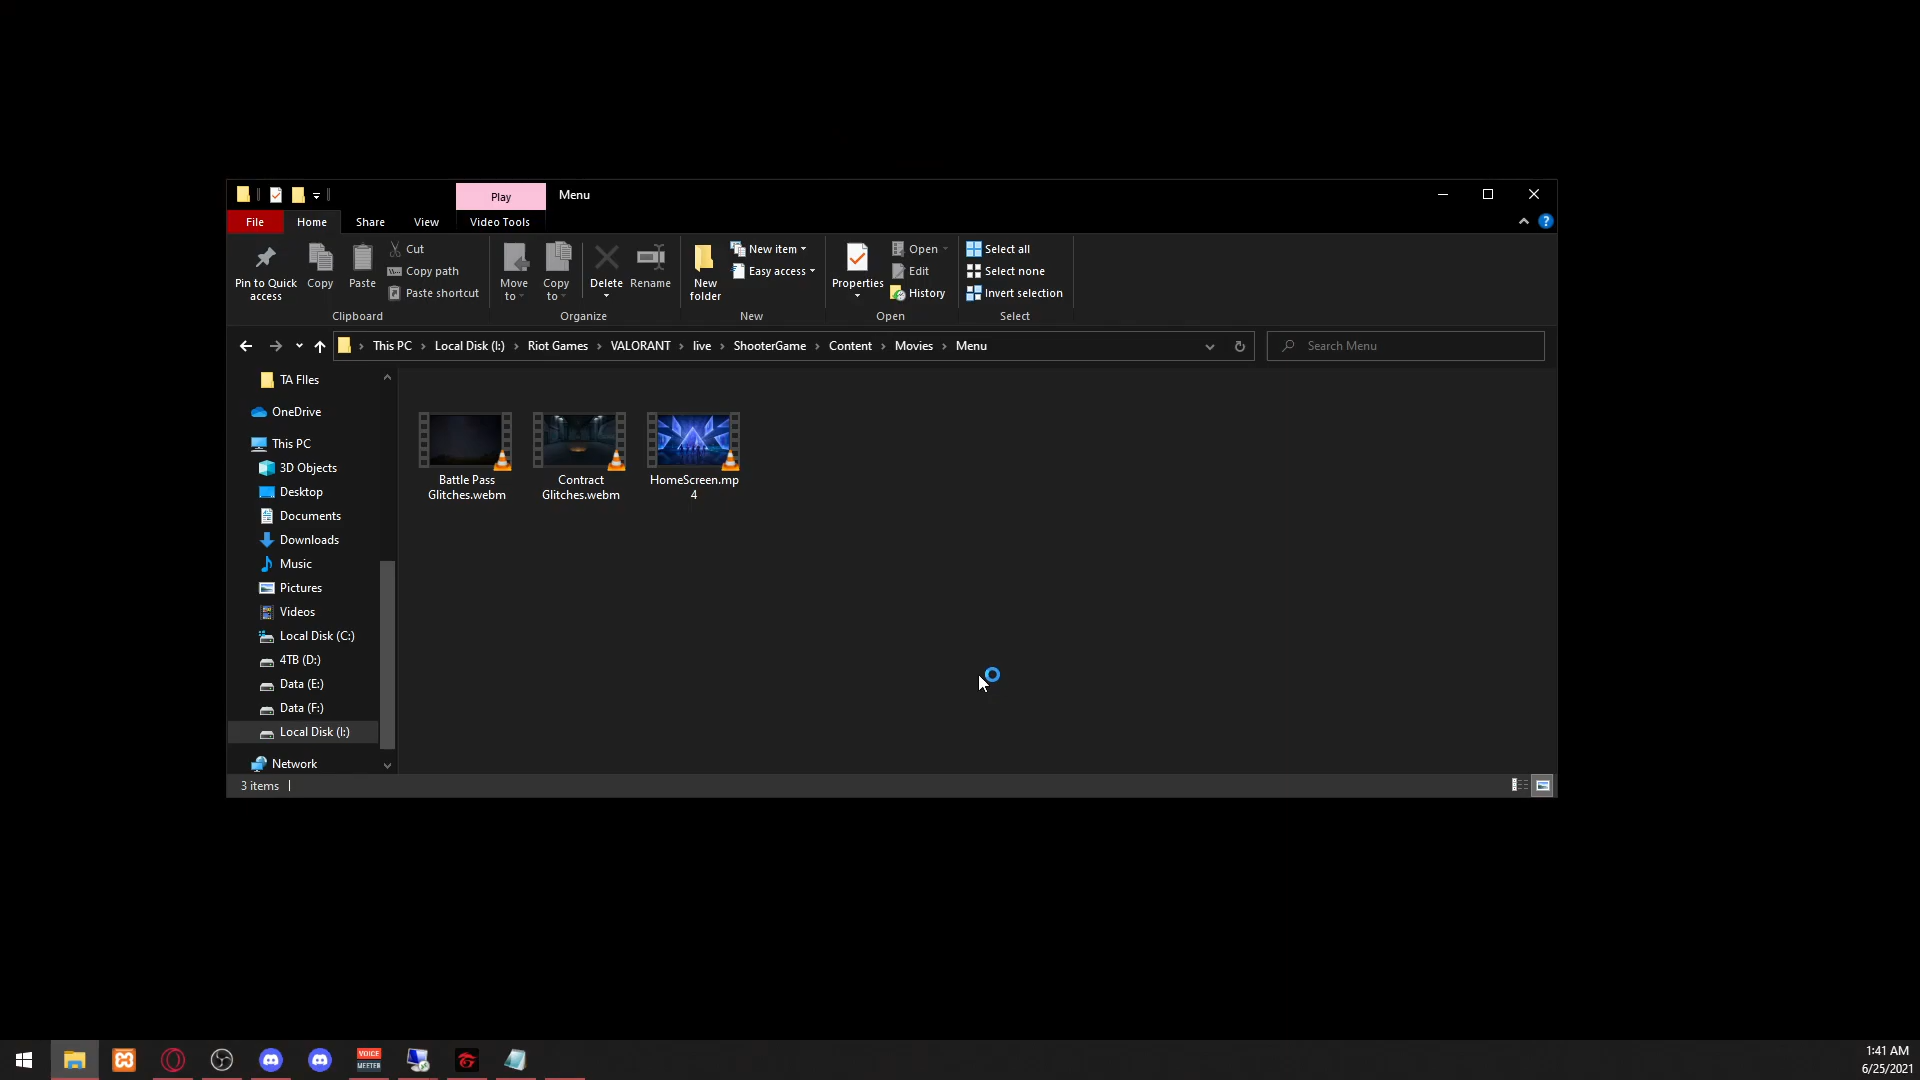 Play
Menu
File
Home
Share
View
Video Tools
Pin to Quick access
Copy
Paste
Cut
Copy path
Paste shortcut
Clipboard
Move to
Copy to
Delete
Rename
Organize
New folder
New item
Easy access
New
Properties
Open
Edit
History
Open
Select all
Select none
Invert selection
Select
This PC > Local Disk (I:) > Riot Games > VALORANT > live > ShooterGame > Content > Movies > Menu
Search Menu
TA FIles
OneDrive
This PC
3D Objects
Desktop
Documents
Downloads
Music
Pictures
Videos
Local Disk (C:)
4TB (D:)
Data (E:)
Data (F:)
Local Disk (I:)
Network
Battle Pass
Glitches.webm
Contract
Glitches.webm
HomeScreen.mp
4
3 items
VOICE
MEETER
1:41 AM
6/25/2021